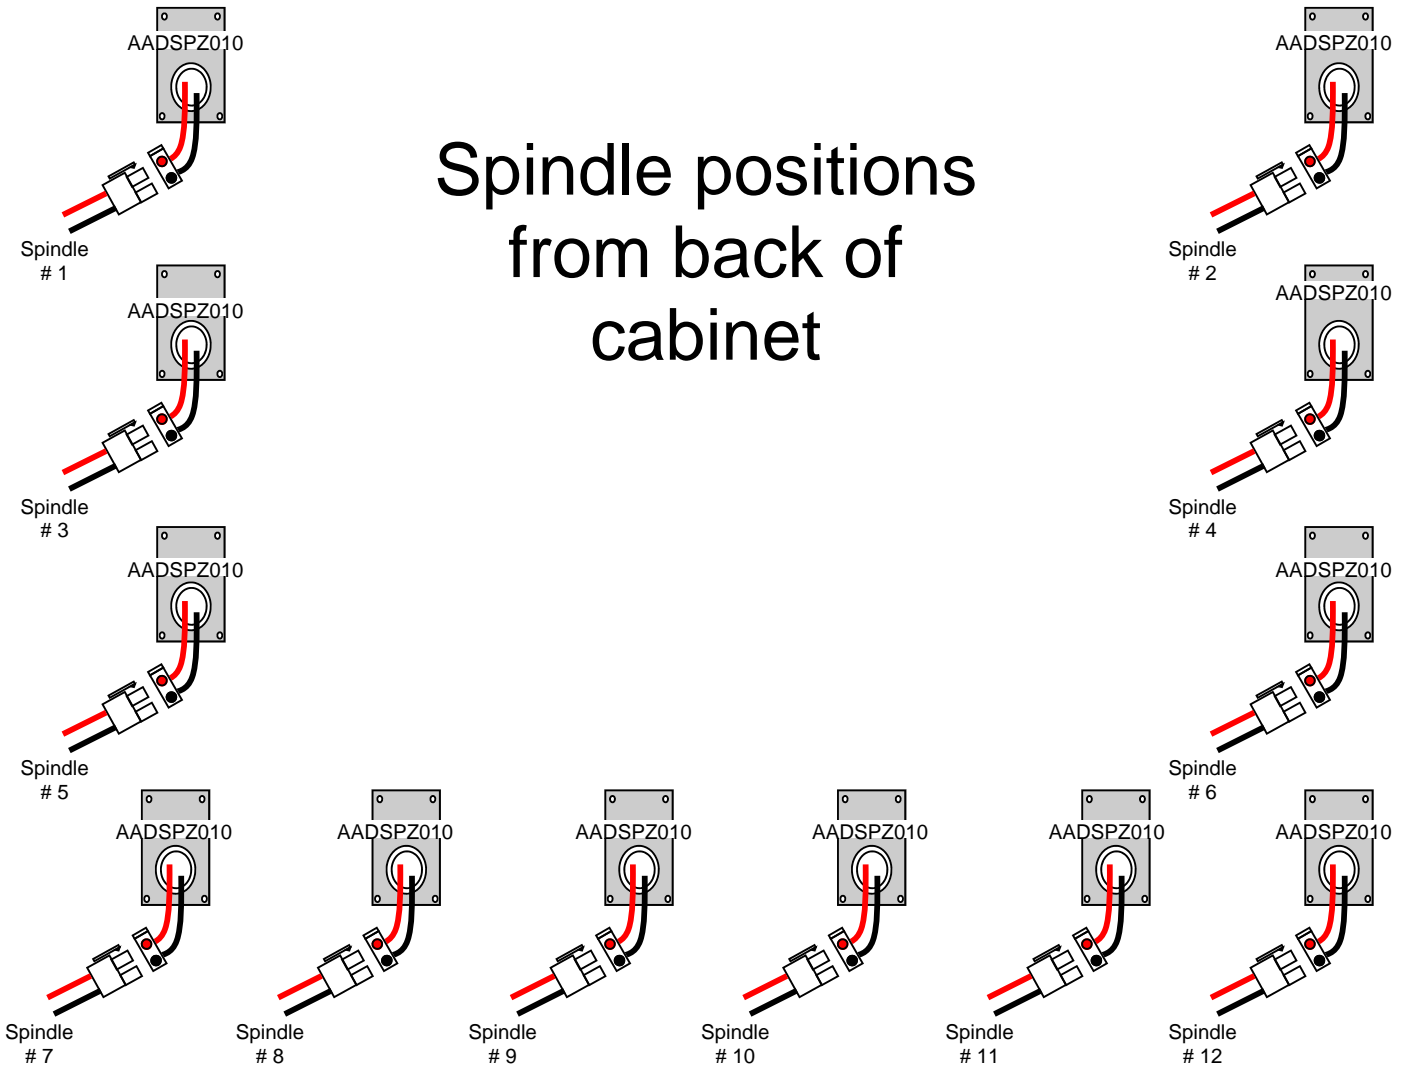 AADSPZ010
AADSPZ010
Spindle positions
from back of
cabinet
Spindle
# 1
Spindle
# 2
AADSPZ010
AADSPZ010
Spindle
# 3
Spindle
# 4
AADSPZ010
AADSPZ010
Spindle
# 5
Spindle
# 6
AADSPZ010
AADSPZ010
AADSPZ010
AADSPZ010
AADSPZ010
AADSPZ010
Spindle
# 7
Spindle
# 8
Spindle
# 9
Spindle
# 10
Spindle
# 11
Spindle
# 12